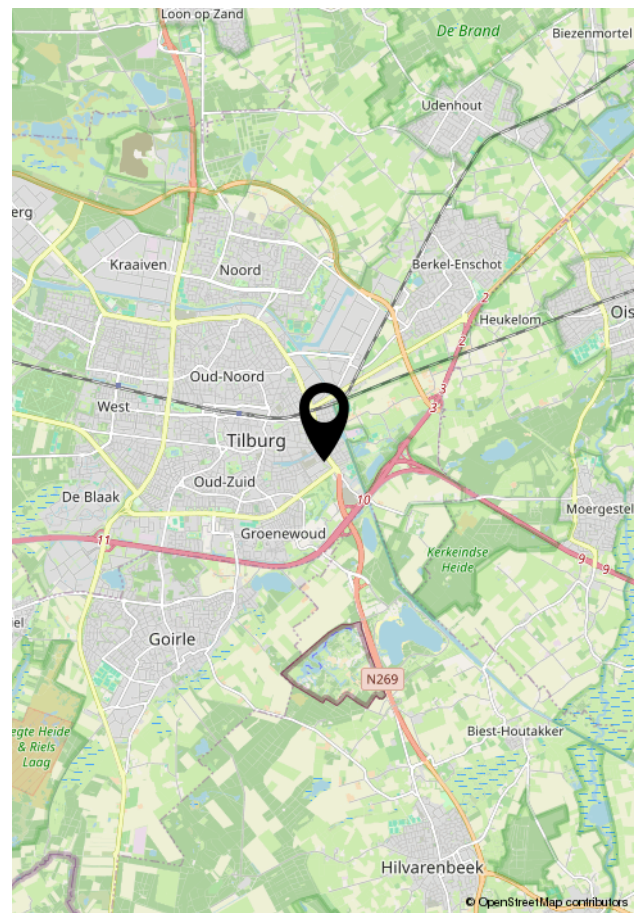 Loon op Zand
De Brand
Biezenmortel
Udenhout
erg
Kraaiven
Noord
Berkel-Enschot
2
Heukelom
Ois
2
Oud-Noord
3
West
3
Tilburg
De Blaak
Oud-Zuid
10
Moergestel
Groenewoud
11
Kerkeindse
Heide
9
9
el
Goirle
N269
egte Heide
& Riels
Laag
Biest-Houtakker
Hilvarenbeek
© OpenStreetMap contributors